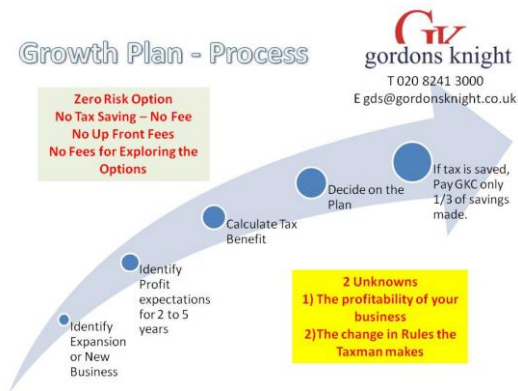 Growth Plan - Process
GK
gordons knight
T 020 8241 3000
E gds@gordonsknight.co.uk
Zero Risk Option
No Tax Saving – No Fee
No Up Front Fees
No Fees for Exploring the
Options
If tax is saved,
Pay GKC only
1/3 of savings
made.
Decide on the
Plan
Calculate Tax
Benefit
Identify
Profit
expectations
for 2 to 5
years
Identify
Expansion
or New
Business
2 Unknowns
1) The profitability of your
business
2)The change in Rules the
Taxman makes